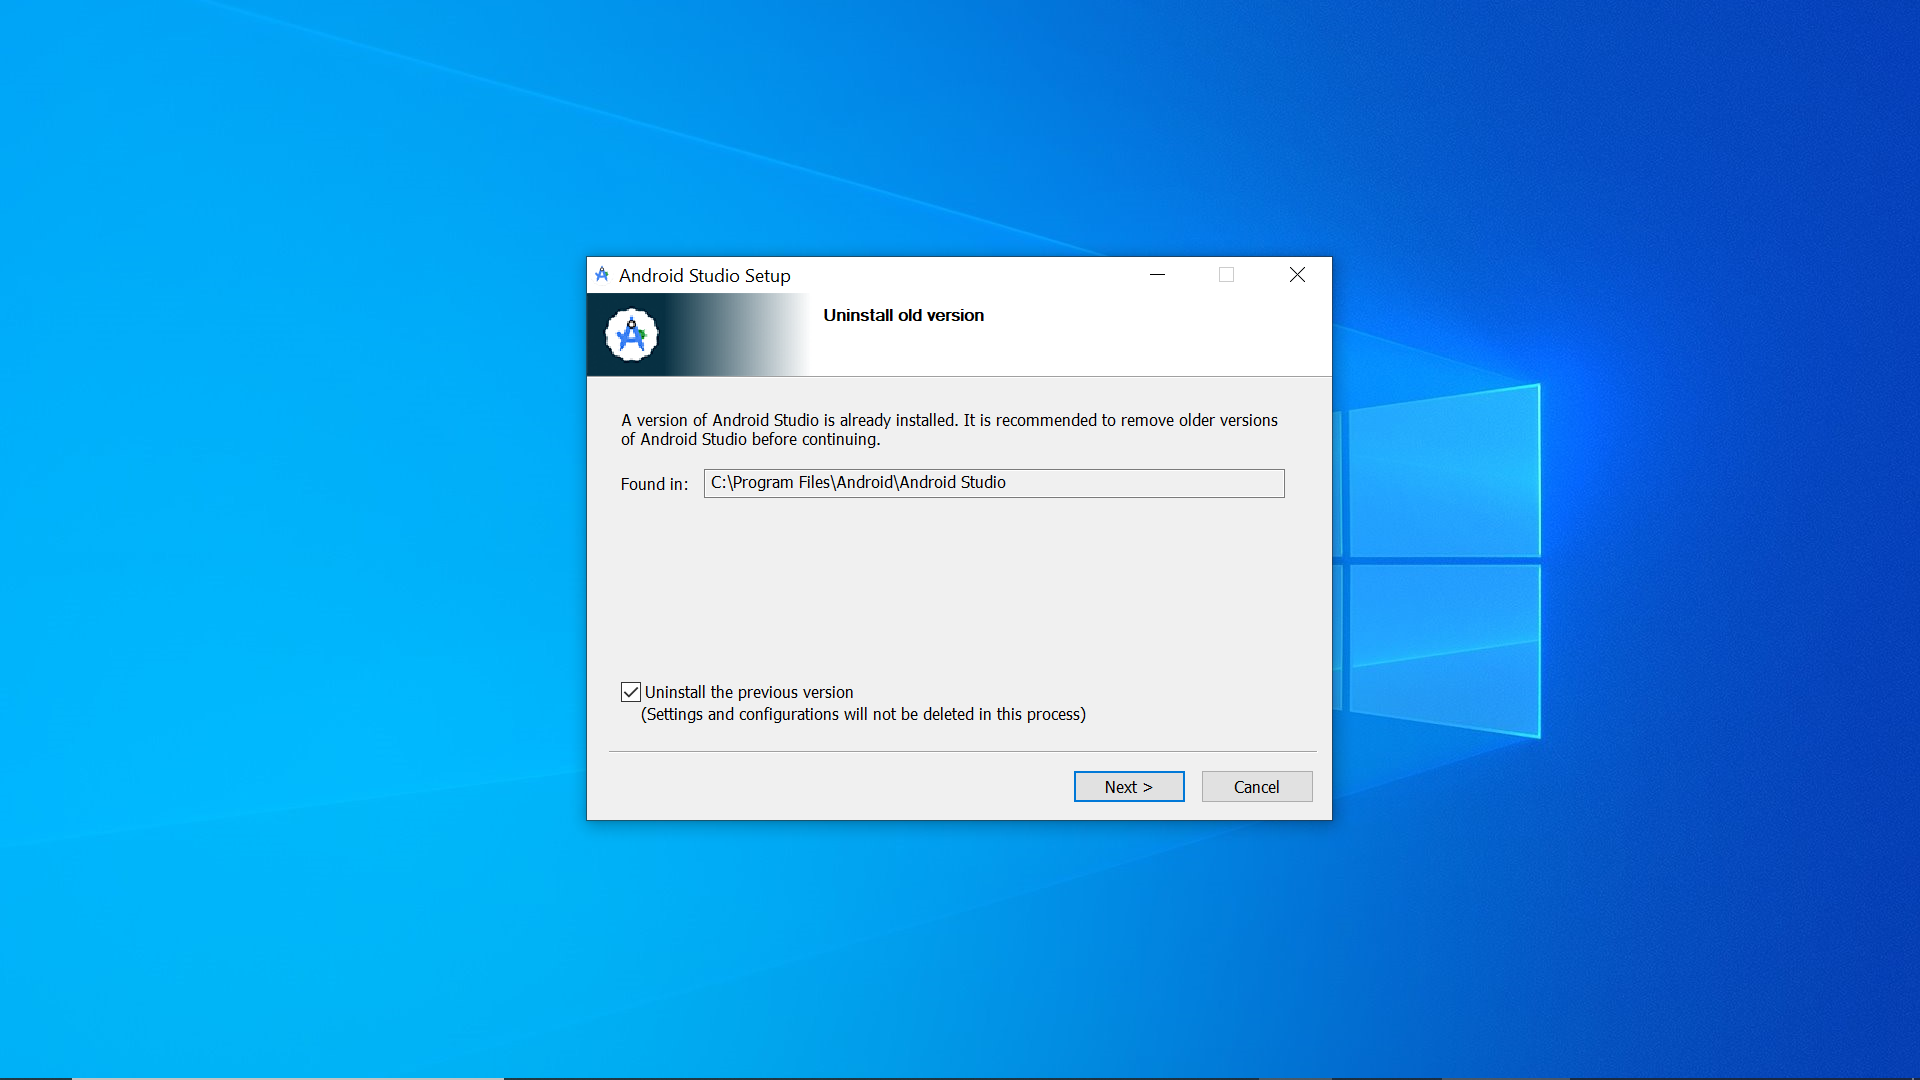 Android Studio Setup
Uninstall old version
A version of Android Studio is already installed. It is recommended to remove older versions
of Android Studio before continuing.
Found in: C:\Program Files\Android\Android Studio
Uninstall the previous version
(Settings and configurations will not be deleted in this process)
Next > Cancel